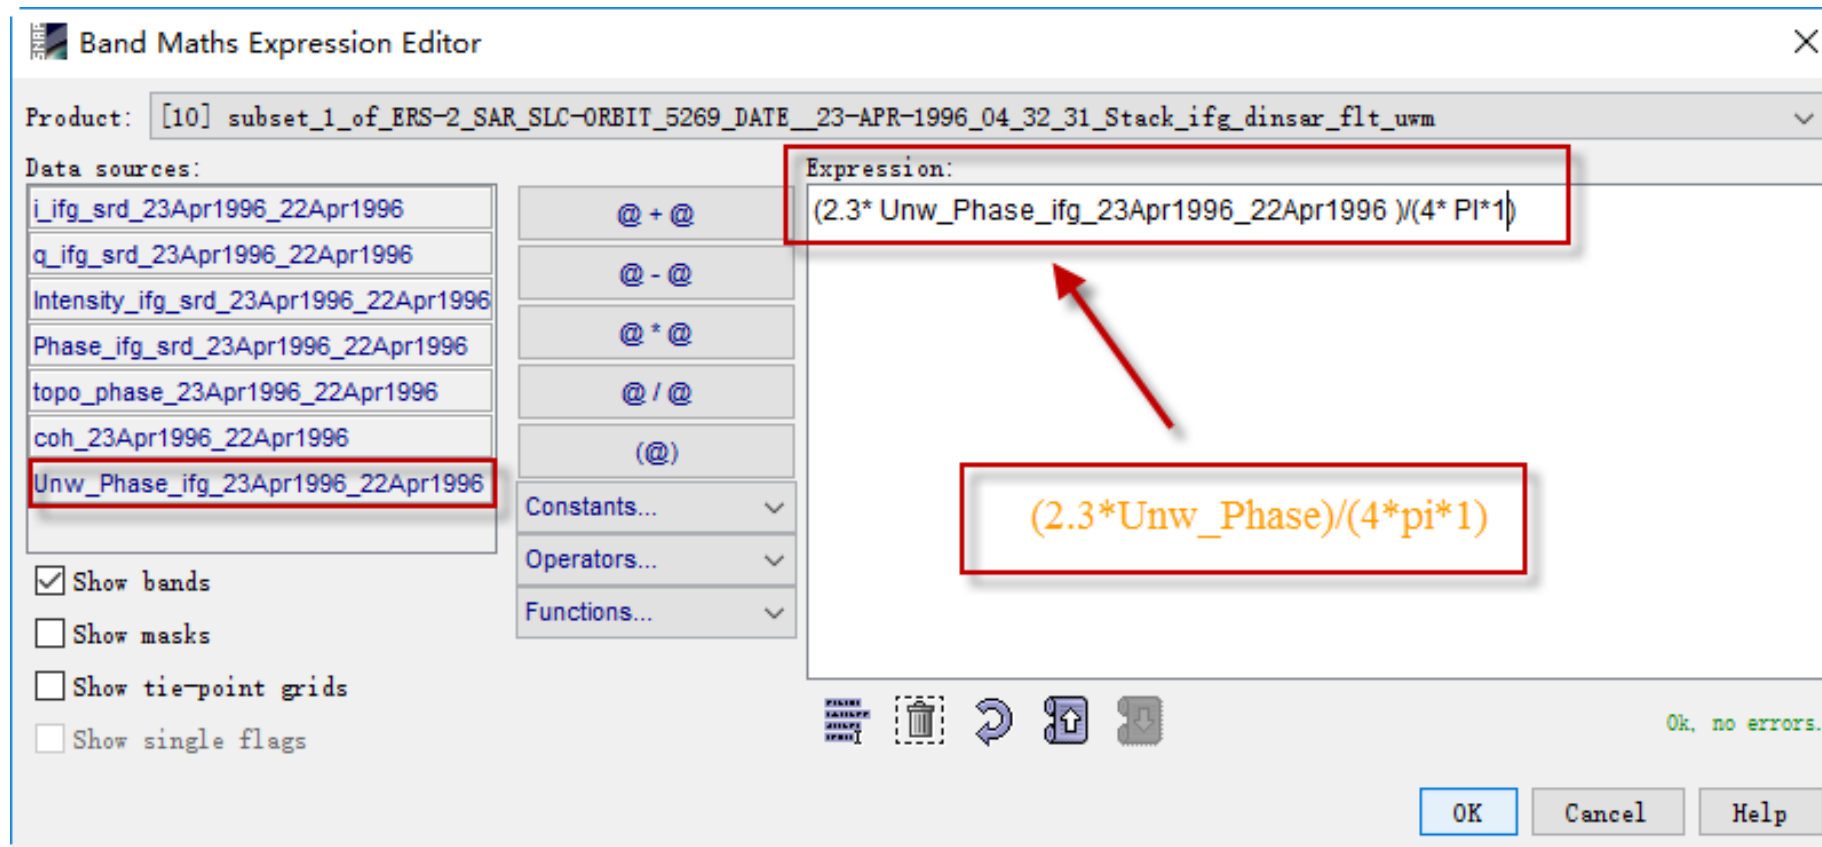 Band Maths Expression Editor
Product: [10] subset_1_of_ERS-2_SAR_SLC-ORBIT_5269_DATE__23-APR-1996_04_32_31_Stack_ifg_dinsar_flt_uwm
Data sources:
Expression:
i_ifg_srd_23Apr1996_22Apr1996
@ + @
(2.3* Unw_Phase_ifg_23Apr1996_22Apr1996 )/(4* PI*1)
q_ifg_srd_23Apr1996_22Apr1996
@ - @
Intensity_ifg_srd_23Apr1996_22Apr1996
@ * @
Phase_ifg_srd_23Apr1996_22Apr1996
topo_phase_23Apr1996_22Apr1996
@ / @
coh_23Apr1996_22Apr1996
(@)
Unw_Phase_ifg_23Apr1996_22Apr1996
Constants...
(2.3*Unw_Phase)/(4*pi*1)
Operators...
Show bands
Functions...
Show masks
Show tie-point grids
Show single flags
Ok, no errors.
OK
Cancel
Help